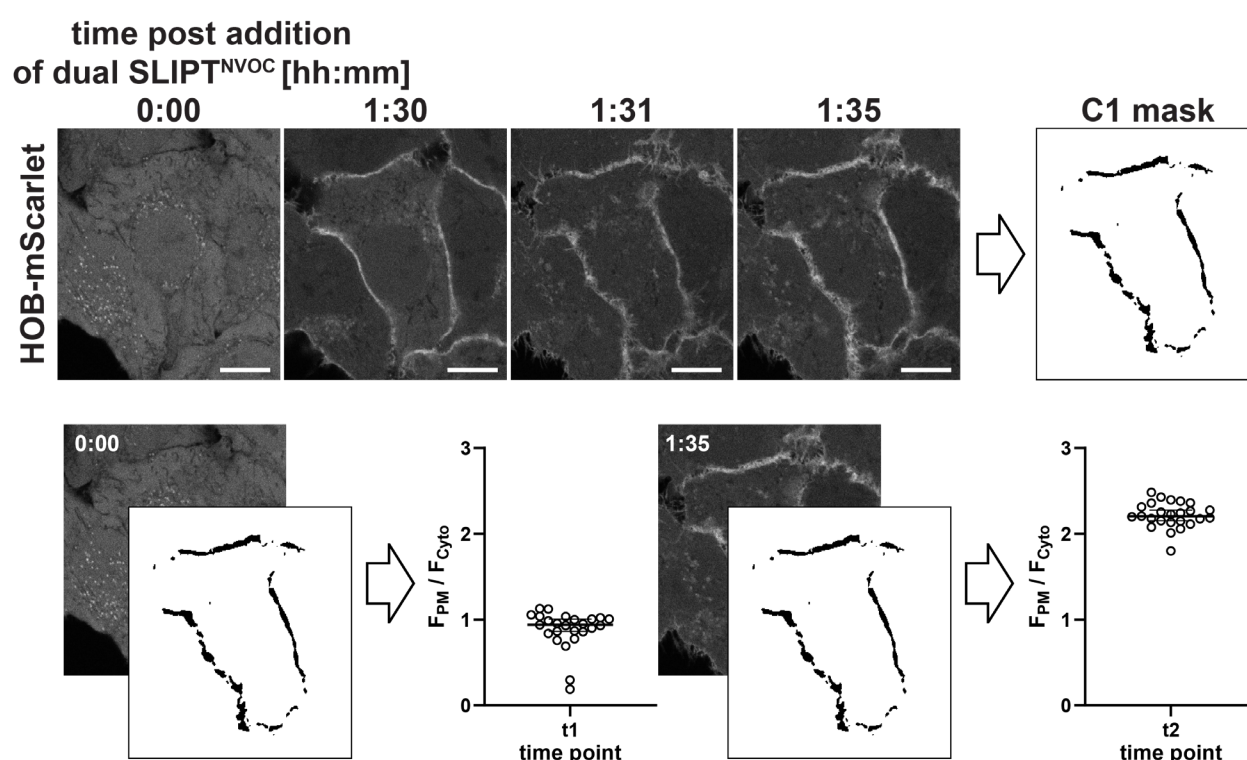 time post addition
of dual SLIPTNVOC [hh:mm]
0:00 1:30 1:31 1:35 C1 mask
HOB-mScarlet
0:00
3
2
1
0
FPM / FCyto
t1
time point
1:35
3
2
1
0
FPM / FCyto
t2
time point